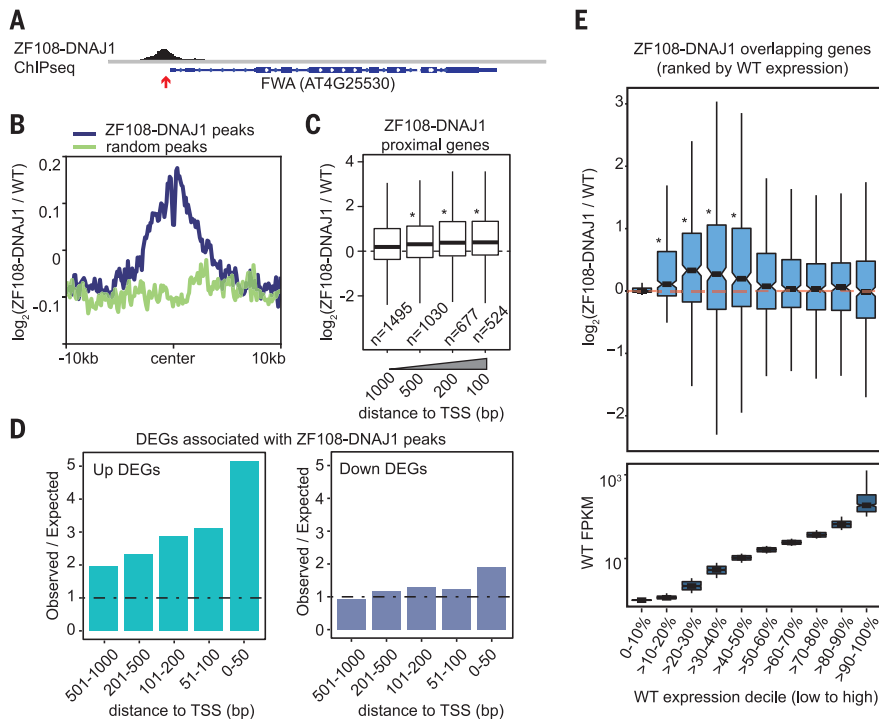 A
ZF108-DNAJ1
ChIPseq
FWA (AT4G25530)
B
ZF108-DNAJ1 peaks
random peaks
log2(ZF108-DNAJ1 / WT)
0.2
0.1
0
-0.1
-10kb
center
10kb
C
ZF108-DNAJ1
proximal genes
log2(ZF108-DNAJ1 / WT)
4
2
0
−2
* * *
n=1495
n=1030
n=677
n=524
1000
500
200
100
distance to TSS (bp)
D
DEGs associated with ZF108-DNAJ1 peaks
Up DEGs
Observed / Expected
5
4
3
2
1
0
501-1000
201-500
101-200
51-100
0-50
distance to TSS (bp)
Down DEGs
Observed / Expected
5
4
3
2
1
0
501-1000
201-500
101-200
51-100
0-50
distance to TSS (bp)
E
ZF108-DNAJ1 overlapping genes
(ranked by WT expression)
log2(ZF108-DNAJ1 / WT)
3
2
1
0
−1
−2
* * * *
WT FPKM
10³
10
0-10%
>10-20%
>20-30%
>30-40%
>40-50%
>50-60%
>60-70%
>70-80%
>80-90%
>90-100%
WT expression decile (low to high)